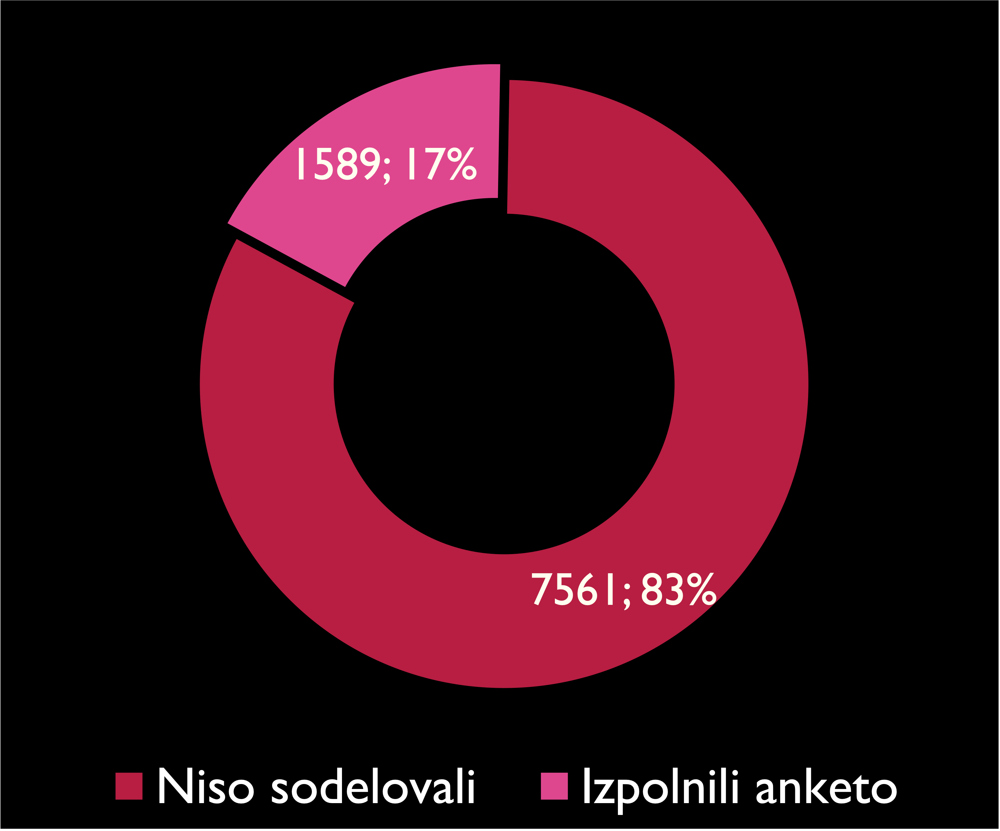 1589; 17%
7561; 83%
Niso sodelovali
Izpolnili anketo